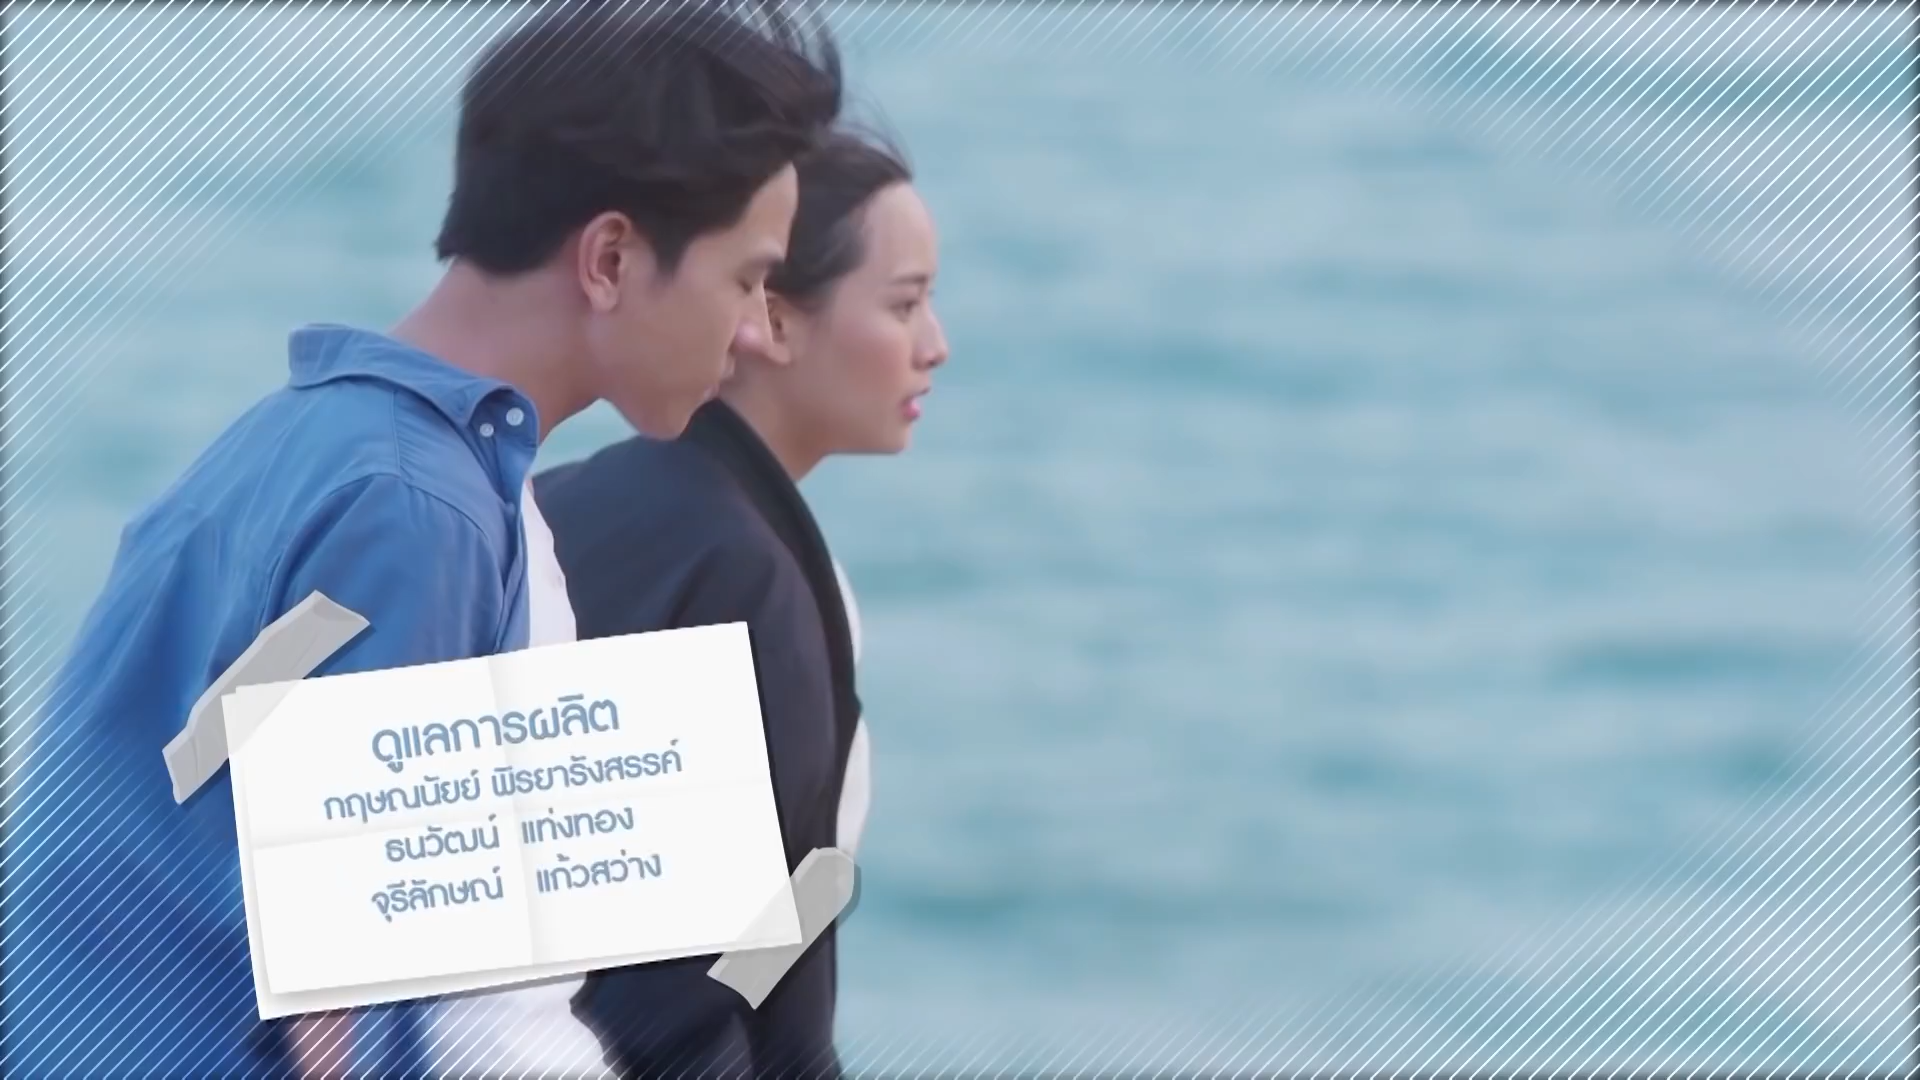 ดูแลการผลิต
กฤษณนัยย์ พิรยารังสรรค์
ธนวัฒน์ แท่งทอง
จุรีลักษณ์ แก้วสว่าง